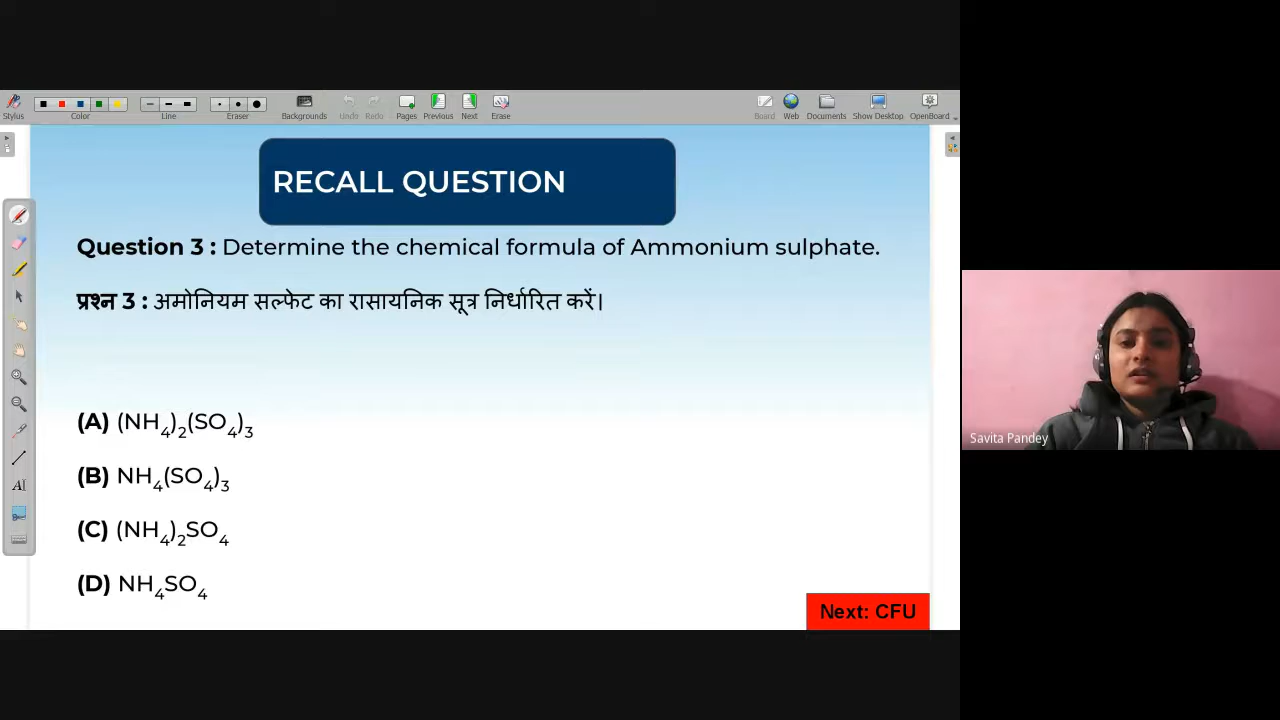 Stylus
Color
Line
Eraser
Backgrounds
Undo
Redo
Pages
Previous
Next
Erase
Board
Web
Documents
Show Desktop
OpenBoard
RECALL QUESTION
Question 3 : Determine the chemical formula of Ammonium sulphate.
प्रश्न 3 : अमोनियम सल्फेट का रासायनिक सूत्र निर्धारित करें।
(A) (NH₄)₂(SO₄)₃
(B) NH₄(SO₄)₃
(C) (NH₄)₂SO₄
(D) NH₄SO₄
Next: CFU
Savita Pandey